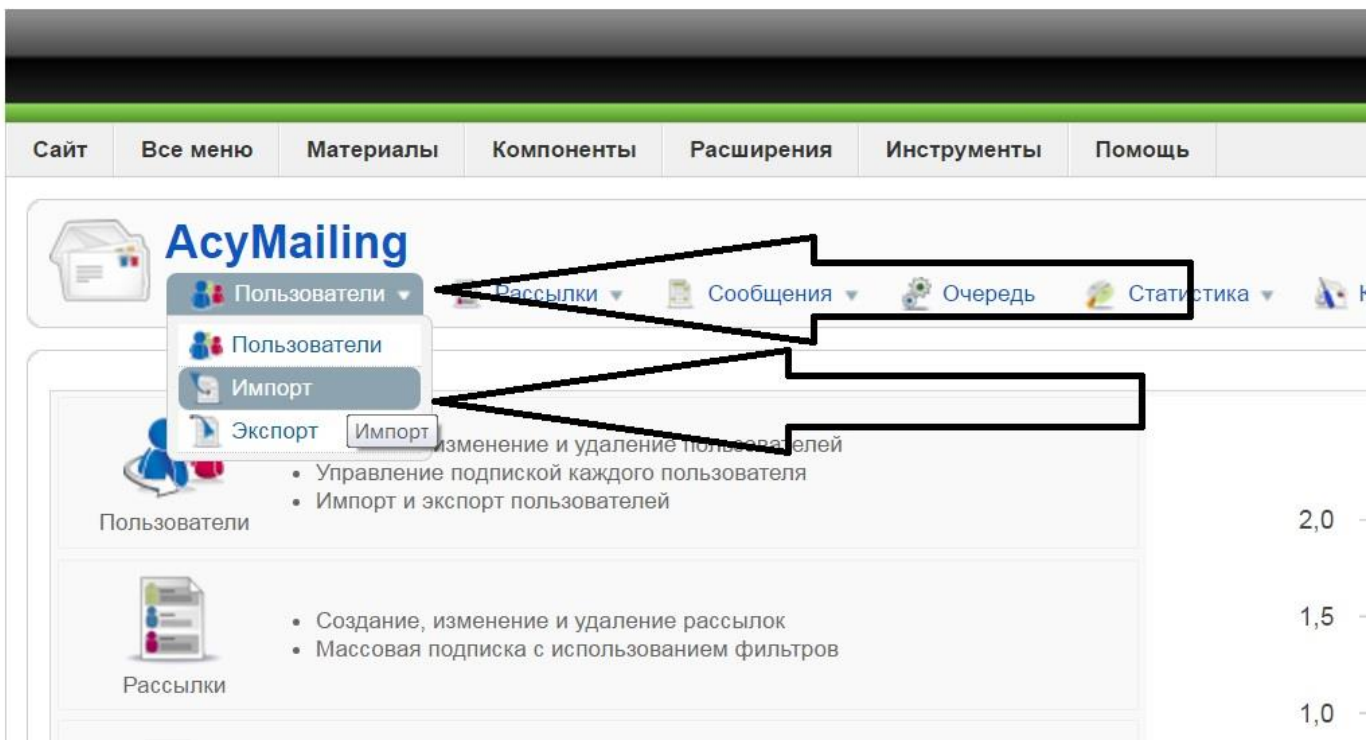 Сайт Все меню Материалы Компоненты Расширения Инструменты Помощь
AcyMailing
Пользователи Рассылки Сообщения Очередь Статистика К
Пользователи
Импорт
Экспорт Импорт
изменение и удаление пользователей
Управление подпиской каждого пользователя
Импорт и экспорт пользователей
Пользователи
2,0
Создание, изменение и удаление рассылок
Массовая подписка с использованием фильтров
Рассылки
1,5
1,0